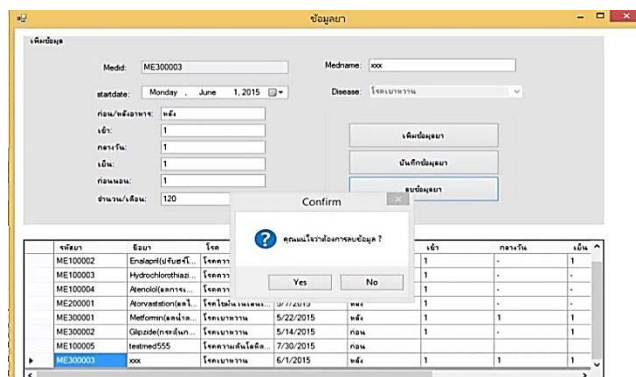 ข้อมูลยา
เพิ่มข้อมูล
Medid: ME300003 Medname: xxx
startdate: Monday , June 1, 2015 Disease: โรคเบาหวาน
ก่อน/หลังอาหาร: หลัง
เช้า: 1 เพิ่มข้อมูลยา
กลางวัน: 1
เย็น: 1 บันทึกข้อมูลยา
ก่อนนอน: 1
จำนวน/เดือน: 120 ลบข้อมูลยา
Confirm
คุณแน่ใจว่าต้องการลบข้อมูล ?
Yes No
รหัสยา ชื่อยา โรค เช้า กลางวัน เย็น
ME100002 Enalapril 1 - 1
ME100003 Hydrochlorothiazi... 1 - -
ME100004 Atenolol 1 - -
ME200001 Atorvastation 5/7/2015 หลัง 1 - -
ME300001 Metformin โรคเบาหวาน 5/22/2015 หลัง 1 1 1
ME300002 Glipzide โรคเบาหวาน 5/14/2015 ก่อน 1 - 1
ME100005 testmed555 7/30/2015 ก่อน
ME300003 xxx โรคเบาหวาน 6/1/2015 หลัง 1 1 1